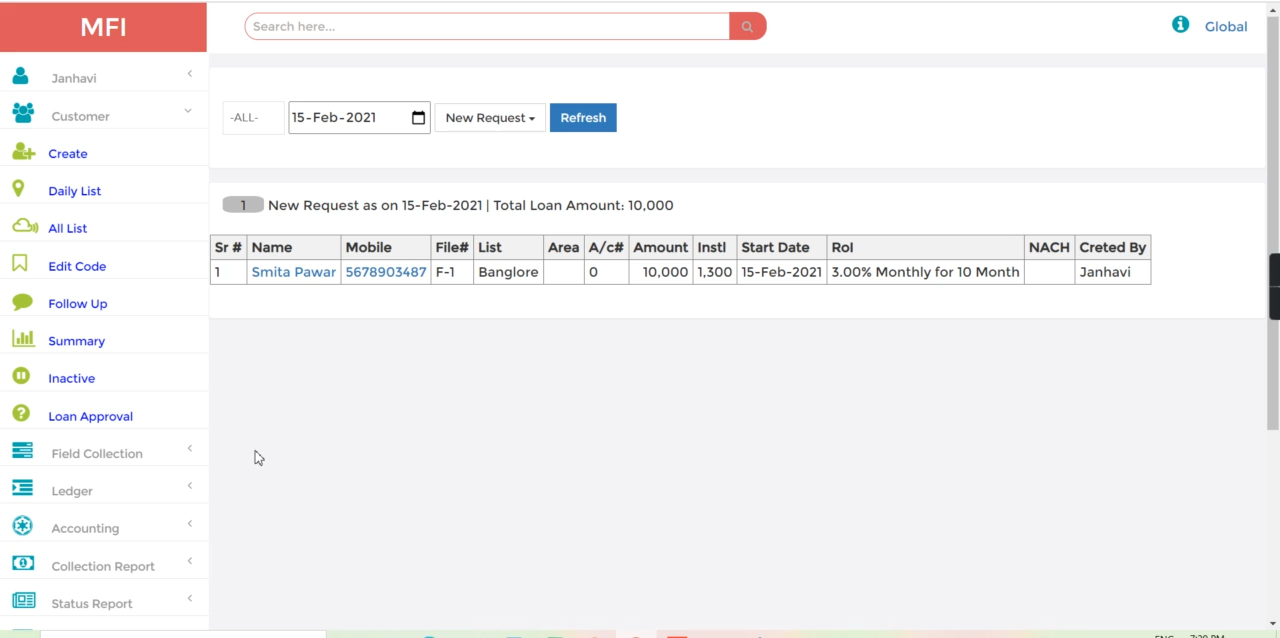 MFI
Search here...
Global
Janhavi
Customer
Create
Daily List
All List
Edit Code
Follow Up
Summary
Inactive
Loan Approval
Field Collection
Ledger
Accounting
Collection Report
Status Report
-ALL- 15-Feb-2021 New Request Refresh
1 New Request as on 15-Feb-2021 | Total Loan Amount: 10,000
Sr # Name Mobile File# List Area A/c# Amount Instl Start Date RoI NACH Creted By
1 Smita Pawar 5678903487 F-1 Banglore 0 10,000 1,300 15-Feb-2021 3.00% Monthly for 10 Month Janhavi